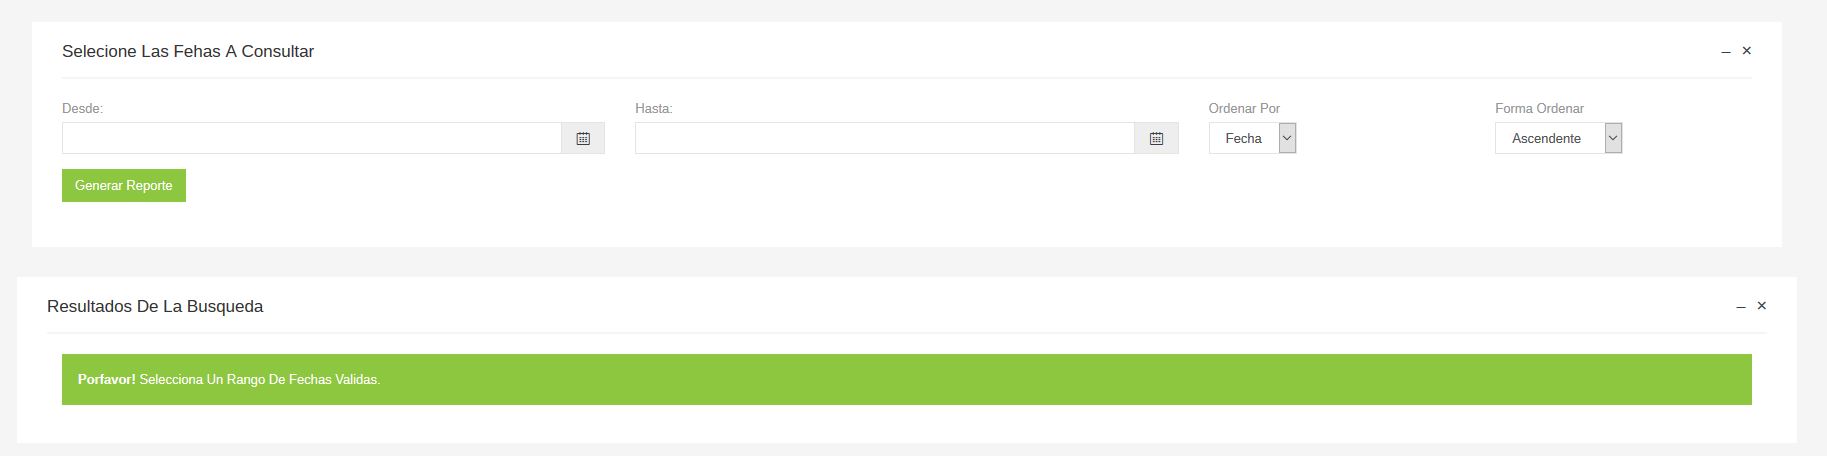 Selecione Las Fehas A Consultar
Desde: Hasta: Ordenar Por Forma Ordenar
Fecha Ascendente
Generar Reporte
Resultados De La Busqueda
Porfavor! Selecciona Un Rango De Fechas Validas.